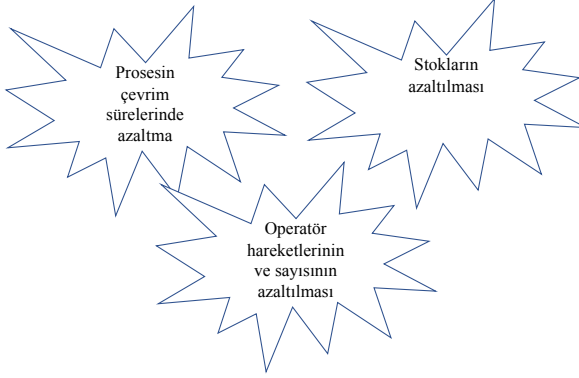 Prosesin
çevrim
sürelerinde
azaltma
Stokların
azaltılması
Operatör
hareketlerinin
ve sayısının
azaltılması